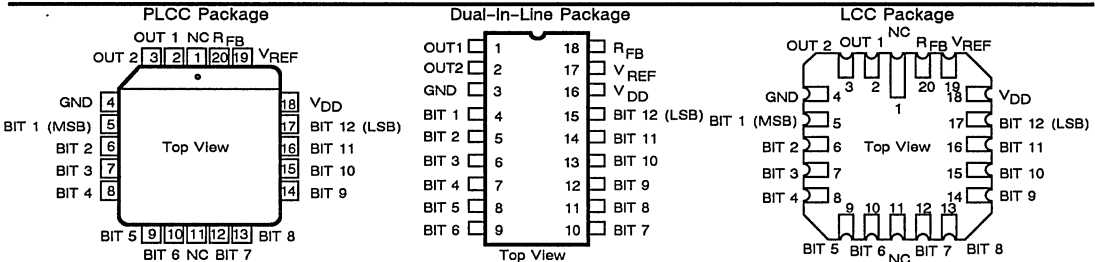 PLCC Package
OUT 1 NC RFB
OUT 2 3 2 1 20 19 VREF
GND 4 18 VDD
BIT 1 (MSB) 5 17 BIT 12 (LSB)
BIT 2 6 Top View 16 BIT 11
BIT 3 7 15 BIT 10
BIT 4 8 14 BIT 9
BIT 5 9 10 11 12 13 BIT 8
BIT 6 NC BIT 7
Dual-In-Line Package
OUT1 1 18 RFB
OUT2 2 17 VREF
GND 3 16 VDD
BIT 1 4 15 BIT 12 (LSB)
BIT 2 5 14 BIT 11
BIT 3 6 13 BIT 10
BIT 4 7 12 BIT 9
BIT 5 8 11 BIT 8
BIT 6 9 10 BIT 7
Top View
LCC Package
NC
OUT 2 OUT 1 RFB VREF
3 2 1 20 19
GND 4 18 VDD
BIT 1 (MSB) 5 17 BIT 12 (LSB)
BIT 2 6 Top View 16 BIT 11
BIT 3 7 15 BIT 10
BIT 4 8 14 BIT 9
9 10 11 12 13
BIT 5 BIT 6 NC BIT 7 BIT 8